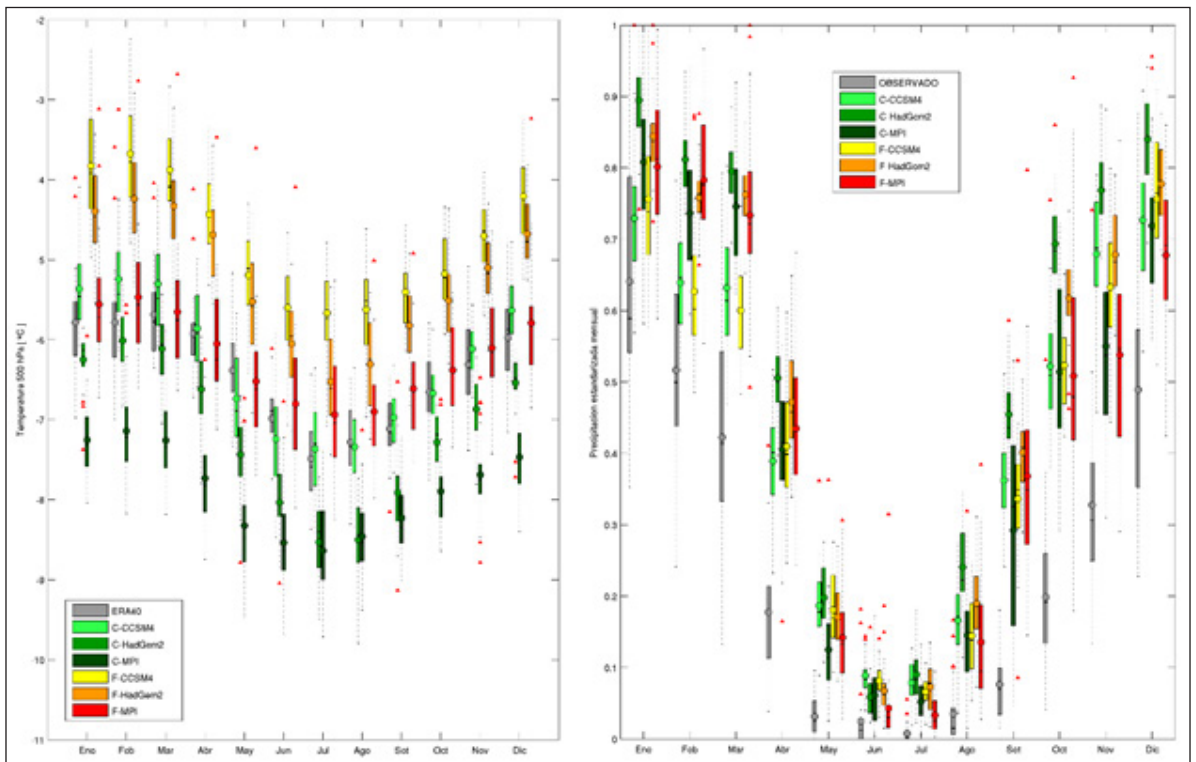 -2
-3
-4
-5
-6
-7
-8
-9
-10
-11
Temperatura 500 hPa [ ºC]
ERA40
C-CCSM4
C-HadGem2
C-MPI
F-CCSM4
F-HadGem2
F-MPI
Ene Feb Mar Abr May Jun Jul Ago Set Oct Nov Dic
1
0.9
0.8
0.7
0.6
0.5
0.4
0.3
0.2
0.1
0
Precipitacion estandarizada mensual
OBSERVADO
C-CCSM4
C HadGem2
C-MPI
F-CCSM4
F HadGem2
F-MPI
Ene Feb Mar Abr May Jun Jul Ago Set Oct Nov Dic